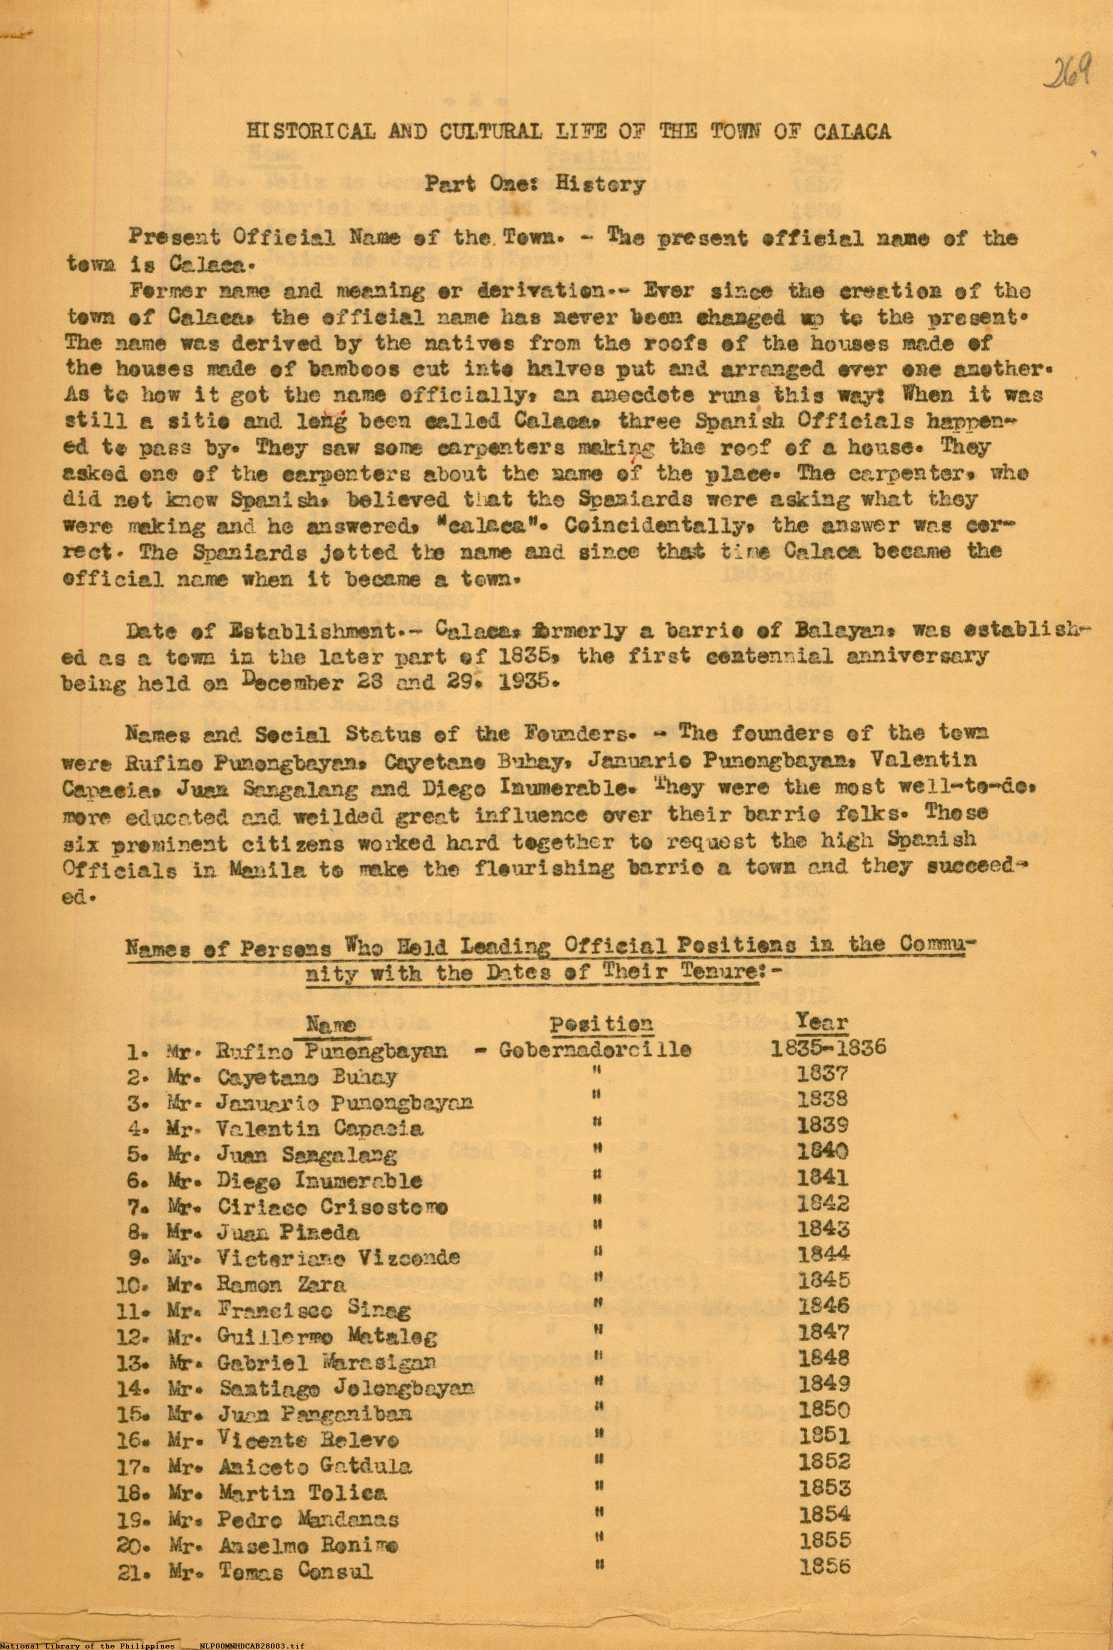 269
HISTORICAL AND CULTURAL LIFE OF THE TOWN OF CALACA
Part One: History
Present Official Name of the Town. - The present official name of the
town is Calaca.
Former name and meaning or derivation.- Ever since the creation of the
town of Calaca, the official name has never been changed up to the present.
The name was derived by the natives from the roofs of the houses made of
the houses made of bamboos cut into halves put and arranged over one another.
As to how it got the name officially, an anecdote runs this way: When it was
still a sitio and long been called Calaca, three Spanish Officials happen-
ed to pass by. They saw some carpenters making the roof of a house. They
asked one of the carpenters about the name of the place. The carpenter, who
did not know Spanish, believed that the Spaniards were asking what they
were making and he answered, "calaca". Coincidentally, the answer was cor-
rect. The Spaniards jotted the name and since that time Calaca became the
official name when it became a town.
Date of Establishment.- Calaca, formerly a barrio of Balayan, was establish-
ed as a town in the later part of 1835, the first centennial anniversary
being held on December 28 and 29. 1935.
Names and Social Status of the Founders. - The founders of the town
were Rufino Punongbayan, Cayetano Buhay, Januario Punongbayan, Valentin
Capacia, Juan Sangalang and Diego Inumerable. They were the most well-to-do,
more educated and weilded great influence over their barrio folks. These
six prominent citizens worked hard together to request the high Spanish
Officials in Manila to make the flourishing barrio a town and they succeed-
ed.
Names of Persons Who Held Leading Official Positions in the Commu-
nity with the Dates of Their Tenure:-
Name Position Year
1. Mr. Rufino Punongbayan - Gobernadorcillo 1835-1836
2. Mr. Cayetano Buhay " 1837
3. Mr. Januario Punongbayan " 1838
4. Mr. Valentin Capacia " 1839
5. Mr. Juan Sangalang " 1840
6. Mr. Diego Inumerable " 1841
7. Mr. Ciriaco Crisostomo " 1842
8. Mr. Juan Pineda " 1843
9. Mr. Victoriano Vizconde " 1844
10. Mr. Ramon Zara " 1845
11. Mr. Francisco Sinag " 1846
12. Mr. Guillermo Matalog " 1847
13. Mr. Gabriel Marasigan " 1848
14. Mr. Santiago Jolongbayan " 1849
15. Mr. Juan Panganiban " 1850
16. Mr. Vicente Relevo " 1851
17. Mr. Aniceto Gatdula " 1852
18. Mr. Martin Tolica " 1853
19. Mr. Pedro Mandanas " 1854
20. Mr. Anselmo Ronimo " 1855
21. Mr. Tomas Consul " 1856
National Library of the Philippines ____NLP00MNHDCAB28003.tif